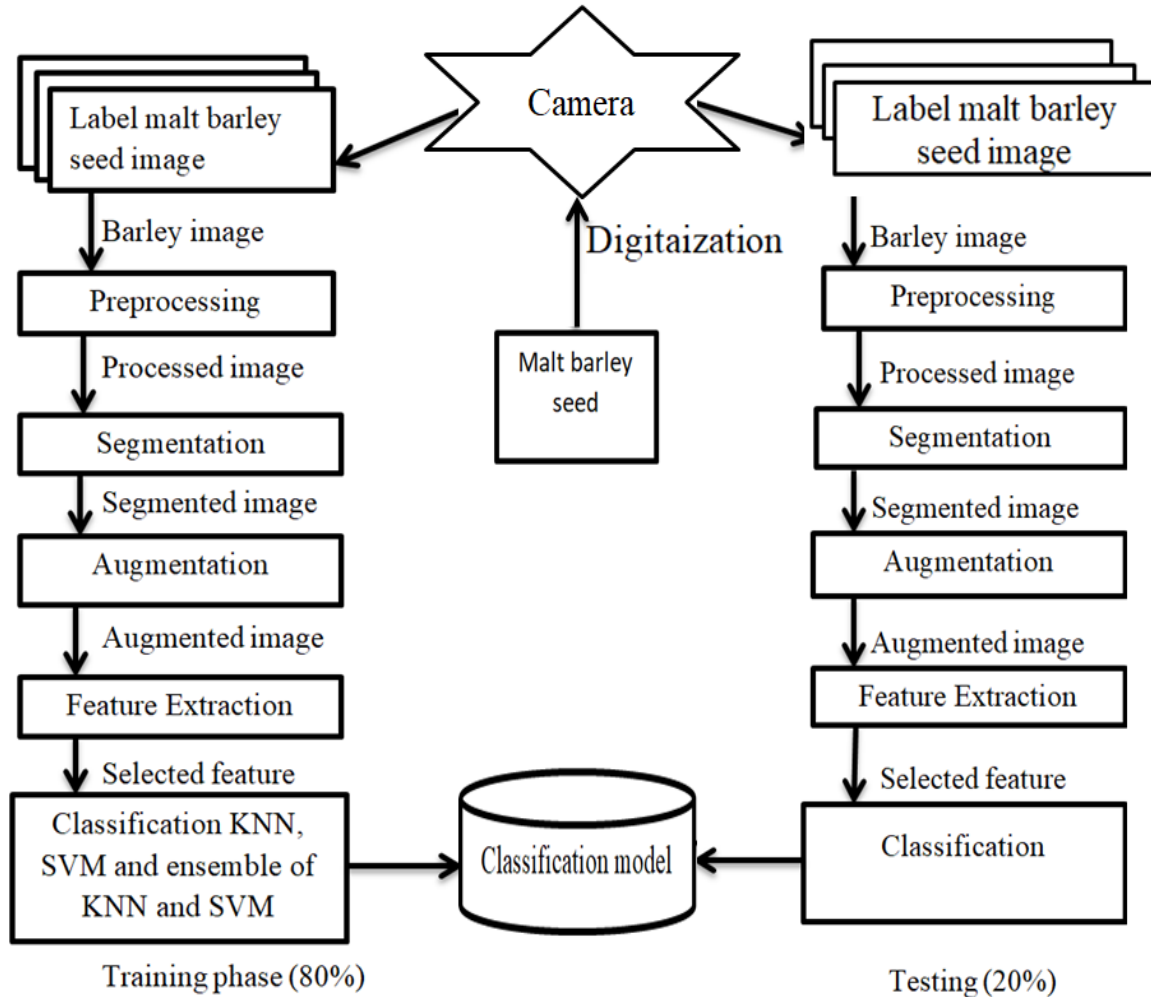 Camera
Label malt barley
seed image
Label malt barley
seed image
Digitaization
Malt barley
seed
Barley image
Preprocessing
Processed image
Segmentation
Segmented image
Augmentation
Augmented image
Feature Extraction
Selected feature
Classification KNN,
SVM and ensemble of
KNN and SVM
Training phase (80%)
Classification model
Barley image
Preprocessing
Processed image
Segmentation
Segmented image
Augmentation
Augmented image
Feature Extraction
Selected feature
Classification
Testing (20%)